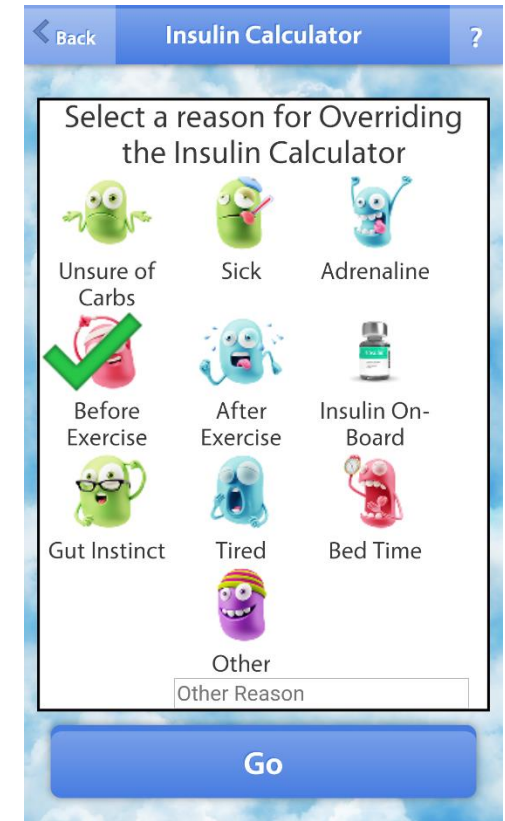 Back
Insulin Calculator
?
Select a reason for Overriding
the Insulin Calculator
Unsure of
Carbs
Sick
Adrenaline
Before
Exercise
After
Exercise
Insulin On-
Board
Gut Instinct
Tired
Bed Time
Other
Other Reason
Go